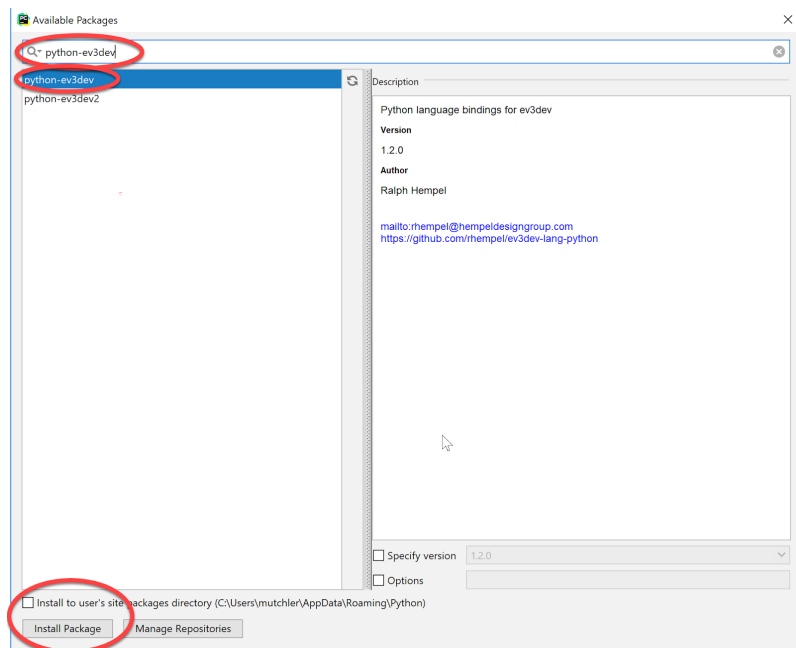 Available Packages
python-ev3dev
python-ev3dev
python-ev3dev2
Description
Python language bindings for ev3dev
Version
1.2.0
Author
Ralph Hempel
mailto:rhempel@hempeldesigngroup.com
https://github.com/rhempel/ev3dev-lang-python
Specify version 1.2.0
Options
Install to user's site packages directory (C:\Users\mutchler\AppData\Roaming\Python)
Install Package Manage Repositories